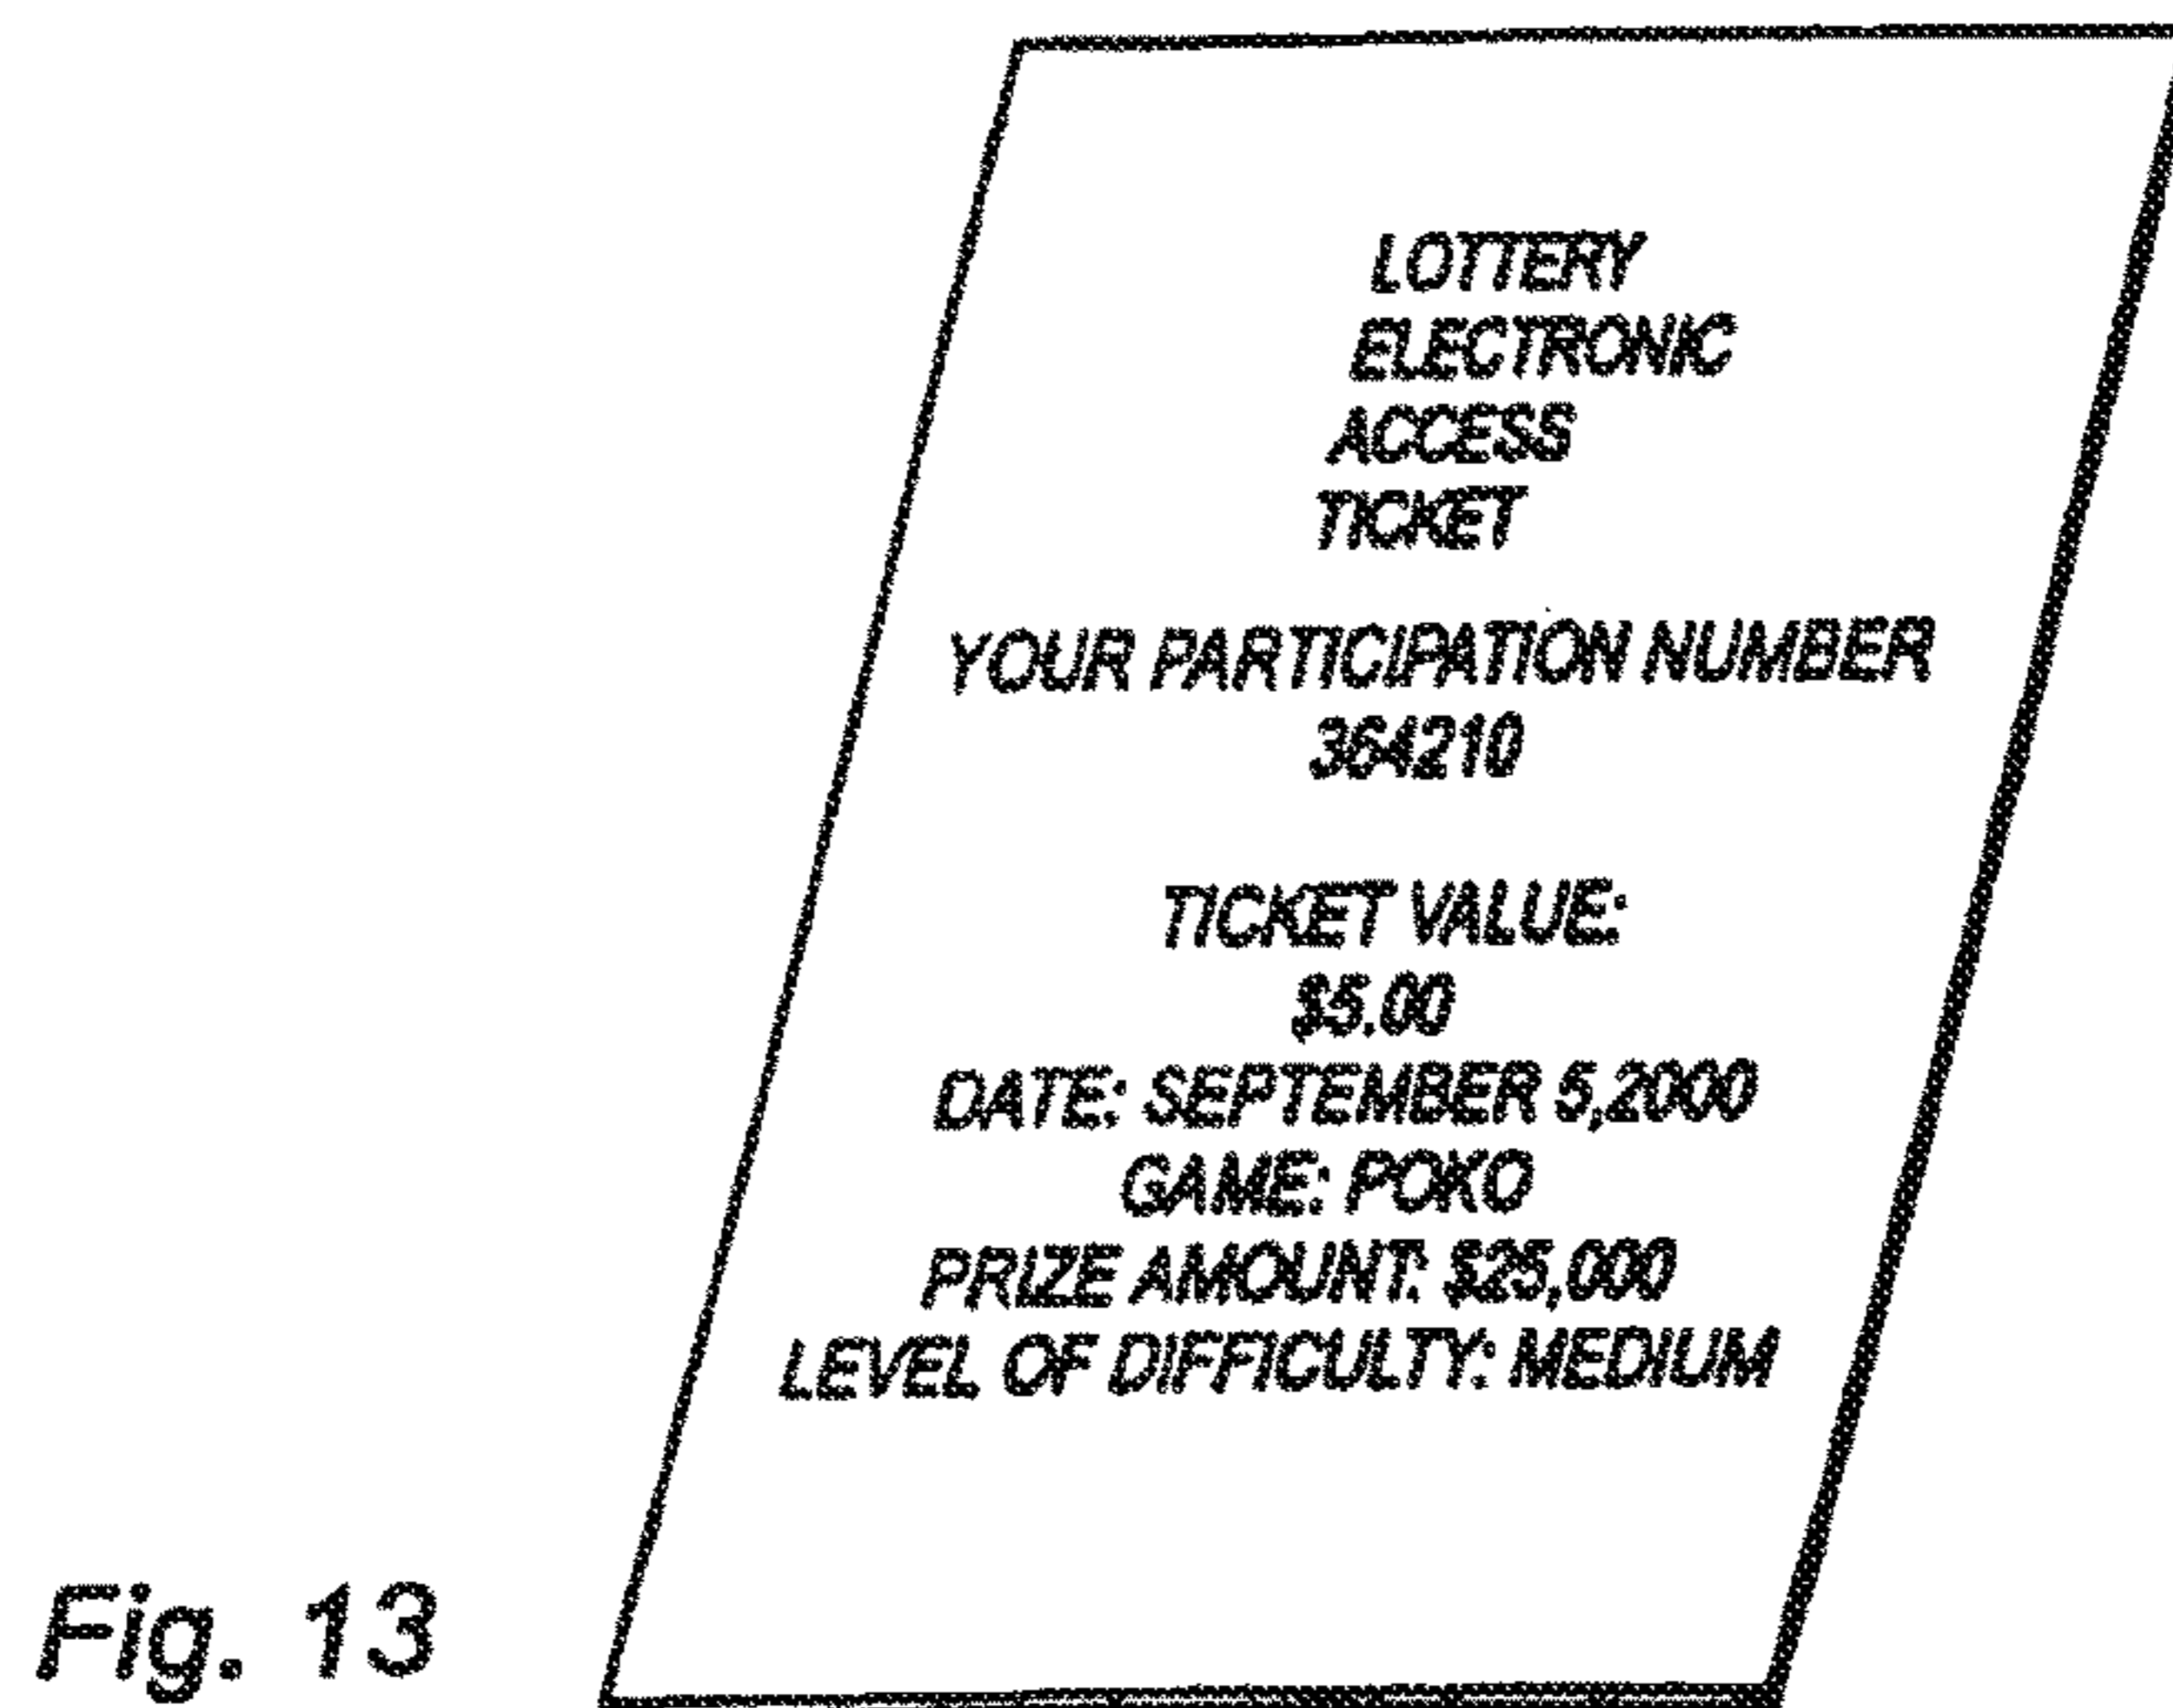 LOTTERY
ELECTRONIC
ACCESS
TICKET
YOUR PARTICIPATION NUMBER
364210
TICKET VALUE:
$5.00
DATE: SEPTEMBER 5,2000
GAME: POKO
PRIZE AMOUNT: $25,000
LEVEL OF DIFFICULTY: MEDIUM
Fig. 13